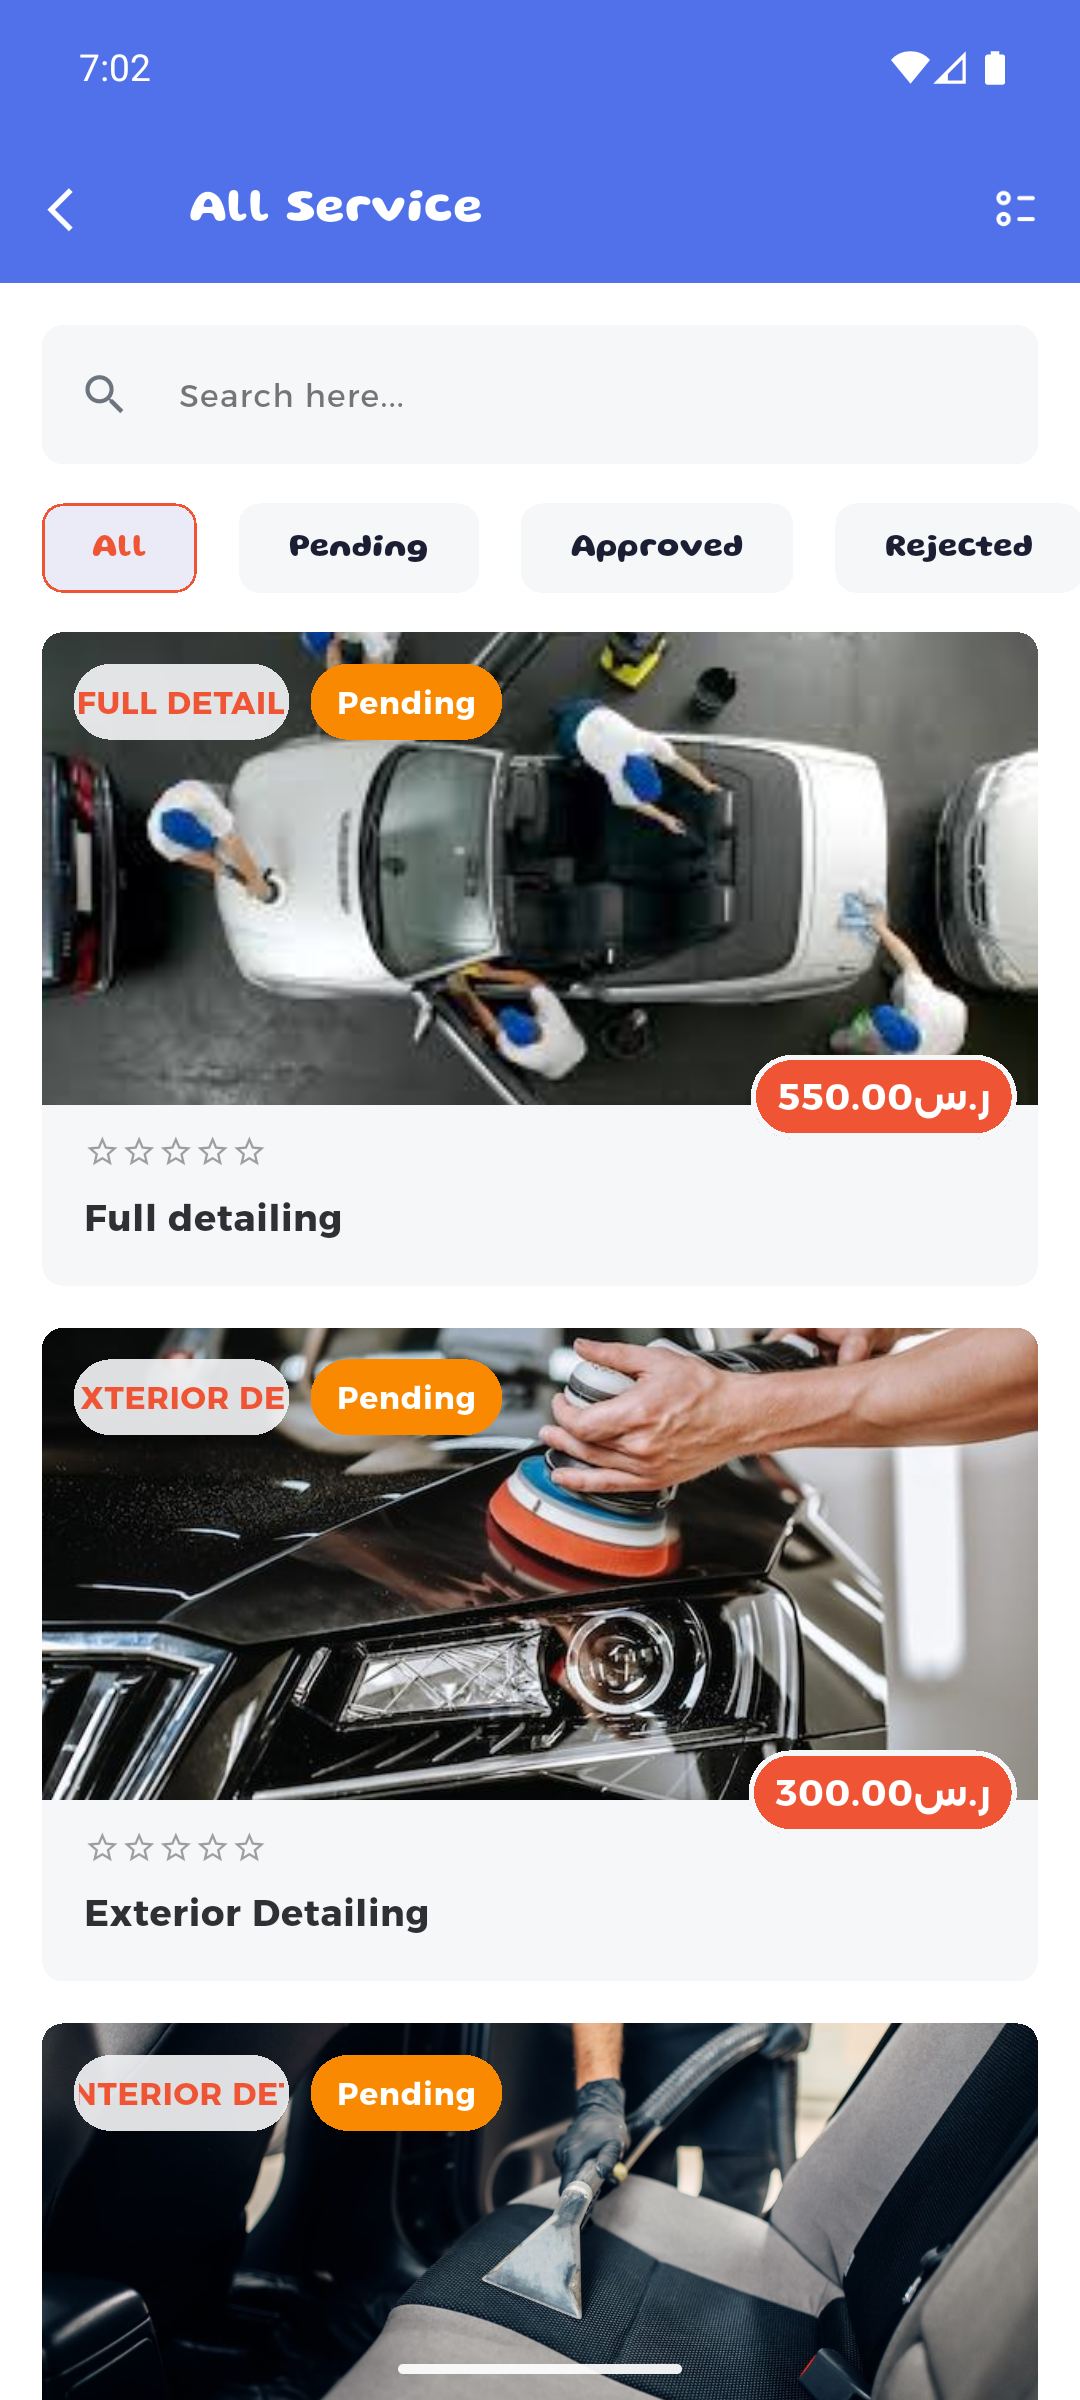 7:02
All Service
Search here...
All Pending Approved Rejected
FULL DETAIL Pending
550.00ر.س
Full detailing
XTERIOR DE Pending
300.00ر.س
Exterior Detailing
NTERIOR DET Pending